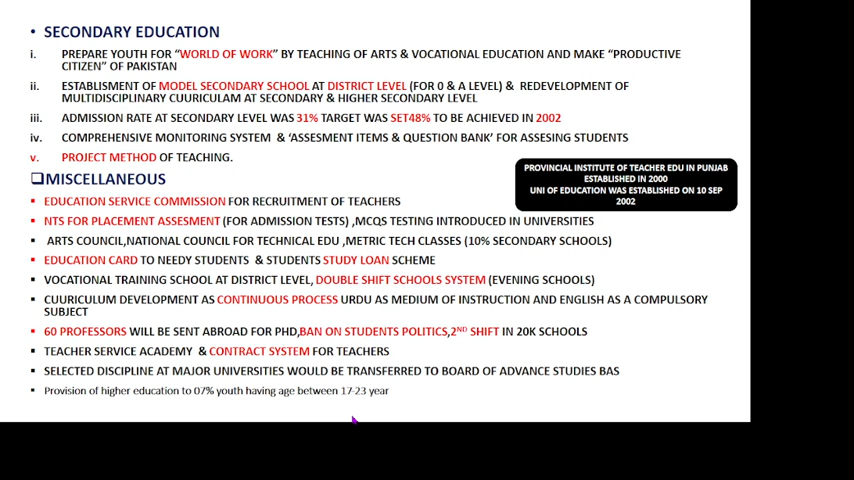 • SECONDARY EDUCATION
i. PREPARE YOUTH FOR “WORLD OF WORK” BY TEACHING OF ARTS & VOCATIONAL EDUCATION AND MAKE “PRODUCTIVE
CITIZEN” OF PAKISTAN
ii. ESTABLISMENT OF MODEL SECONDARY SCHOOL AT DISTRICT LEVEL (FOR 0 & A LEVEL) & REDEVELOPMENT OF
MULTIDISCIPLINARY CUURICULAM AT SECONDARY & HIGHER SECONDARY LEVEL
iii. ADMISSION RATE AT SECONDARY LEVEL WAS 31% TARGET WAS SET48% TO BE ACHIEVED IN 2002
iv. COMPREHENSIVE MONITORING SYSTEM & ‘ASSESMENT ITEMS & QUESTION BANK’ FOR ASSESING STUDENTS
v. PROJECT METHOD OF TEACHING.
PROVINCIAL INSTITUTE OF TEACHER EDU IN PUNJAB
ESTABLISHED IN 2000
UNI OF EDUCATION WAS ESTABLISHED ON 10 SEP
2002
❑MISCELLANEOUS
▪ EDUCATION SERVICE COMMISSION FOR RECRUITMENT OF TEACHERS
▪ NTS FOR PLACEMENT ASSESMENT (FOR ADMISSION TESTS) ,MCQS TESTING INTRODUCED IN UNIVERSITIES
▪ ARTS COUNCIL,NATIONAL COUNCIL FOR TECHNICAL EDU ,METRIC TECH CLASSES (10% SECONDARY SCHOOLS)
▪ EDUCATION CARD TO NEEDY STUDENTS & STUDENTS STUDY LOAN SCHEME
▪ VOCATIONAL TRAINING SCHOOL AT DISTRICT LEVEL, DOUBLE SHIFT SCHOOLS SYSTEM (EVENING SCHOOLS)
▪ CUURICULUM DEVELOPMENT AS CONTINUOUS PROCESS URDU AS MEDIUM OF INSTRUCTION AND ENGLISH AS A COMPULSORY
SUBJECT
▪ 60 PROFESSORS WILL BE SENT ABROAD FOR PHD,BAN ON STUDENTS POLITICS,2ND SHIFT IN 20K SCHOOLS
▪ TEACHER SERVICE ACADEMY & CONTRACT SYSTEM FOR TEACHERS
▪ SELECTED DISCIPLINE AT MAJOR UNIVERSITIES WOULD BE TRANSFERRED TO BOARD OF ADVANCE STUDIES BAS
▪ Provision of higher education to 07% youth having age between 17-23 year